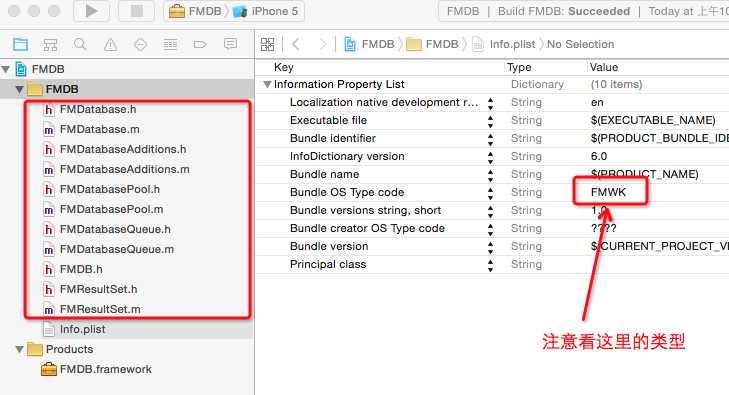 FMDB iPhone 5
FMDB | Build FMDB: Succeeded | Today at 上午10
FMDB FMDB Info.plist No Selection
FMDB
FMDB
FMDatabase.h
FMDatabase.m
FMDatabaseAdditions.h
FMDatabaseAdditions.m
FMDatabasePool.h
FMDatabasePool.m
FMDatabaseQueue.h
FMDatabaseQueue.m
FMDB.h
FMResultSet.h
FMResultSet.m
Info.plist
Products
FMDB.framework
Key Type Value
Information Property List Dictionary (10 items)
Localization native development r... String en
Executable file String $(EXECUTABLE_NAME)
Bundle identifier String $(PRODUCT_BUNDLE_IDE
InfoDictionary version String 6.0
Bundle name String $(PRODUCT_NAME)
Bundle OS Type code String FMWK
Bundle versions string, short String 1.0
Bundle creator OS Type code String ????
Bundle version String $(CURRENT_PROJECT_VE
Principal class String
注意看这里的类型